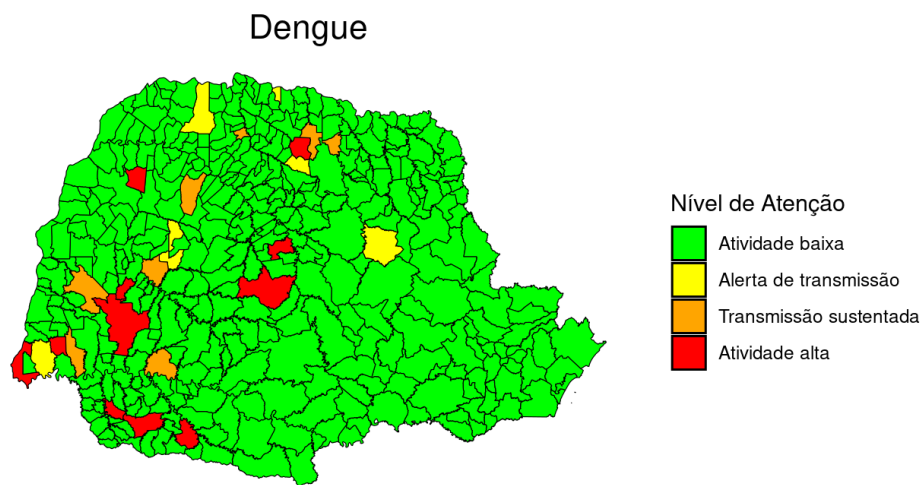 Dengue
Nível de Atenção
Atividade baixa
Alerta de transmissão
Transmissão sustentada
Atividade alta